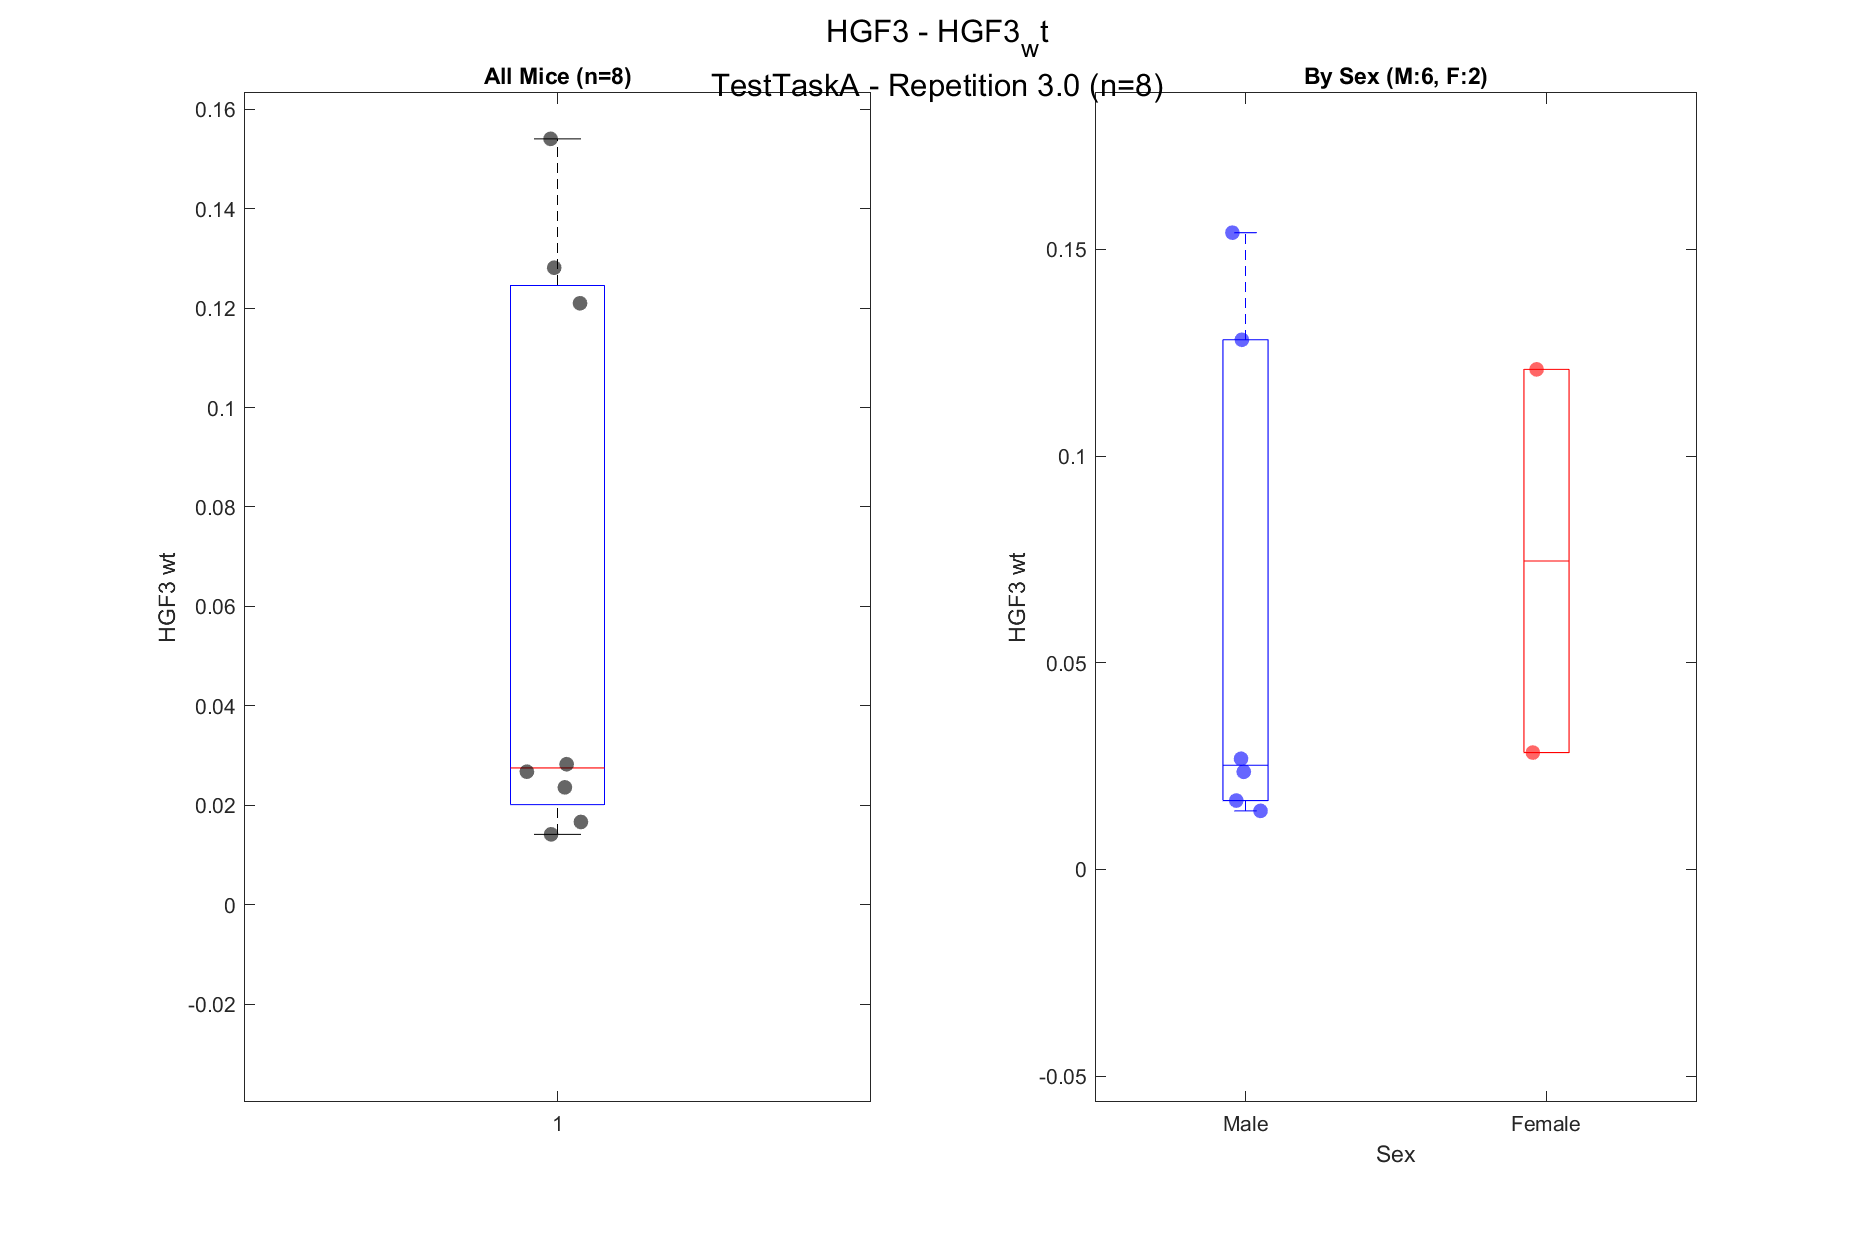 HGF3 - HGF3wt
TestTaskA - Repetition 3.0 (n=8)
All Mice (n=8)
0.16
0.14
0.12
0.1
0.08
0.06
0.04
0.02
0
-0.02
HGF3 wt
1
By Sex (M:6, F:2)
0.15
0.1
0.05
0
-0.05
HGF3 wt
Male Female
Sex